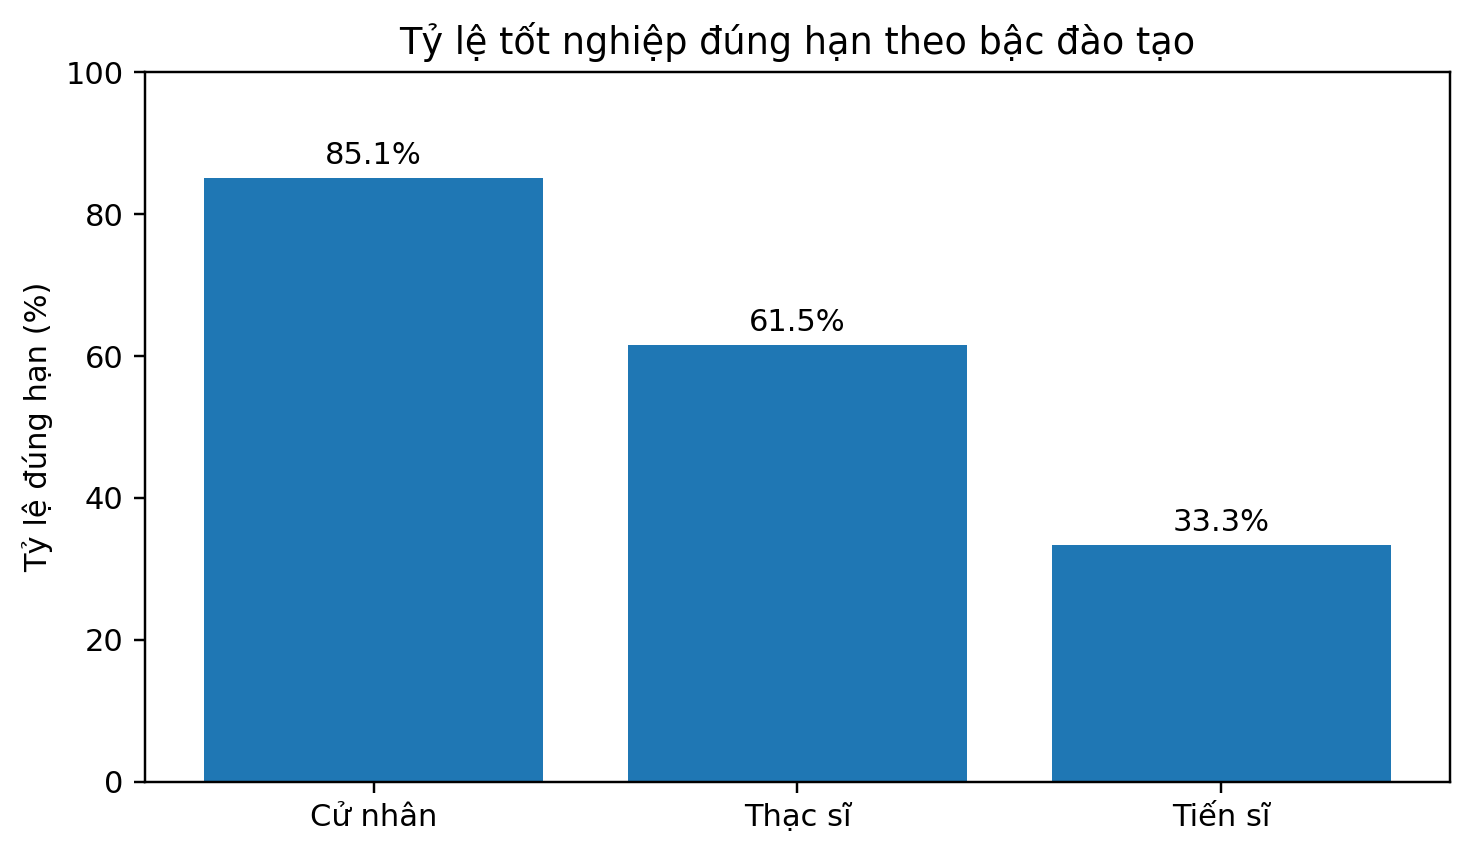 Tỷ lệ tốt nghiệp đúng hạn theo bậc đào tạo
Tỷ lệ đúng hạn (%)
100
80
60
40
20
0
85.1%
61.5%
33.3%
Cử nhân
Thạc sĩ
Tiến sĩ